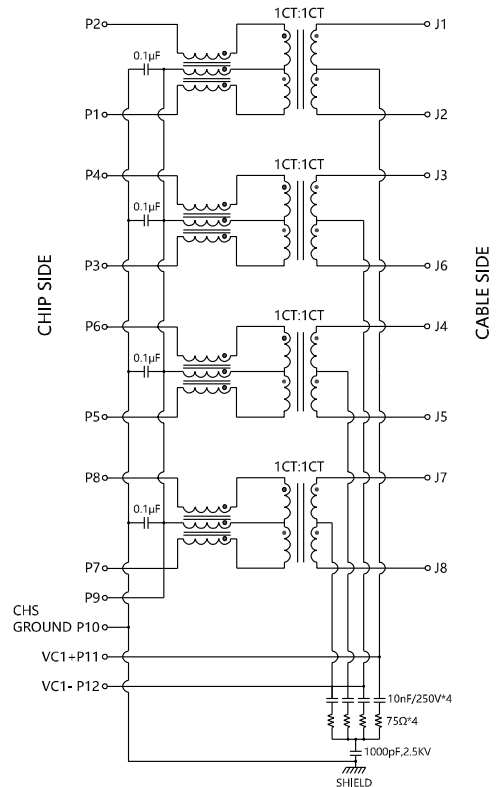 1CT:1CT
P2
J1
0.1μF
P1
J2
1CT:1CT
P4
J3
0.1μF
P3
J6
CHIP SIDE
CABLE SIDE
1CT:1CT
P6
J4
0.1μF
P5
J5
1CT:1CT
P8
J7
0.1μF
P7
J8
P9
CHS
GROUND P10
VC1+P11
VC1- P12
10nF/250V*4
75Ω*4
1000pF,2.5KV
SHIELD